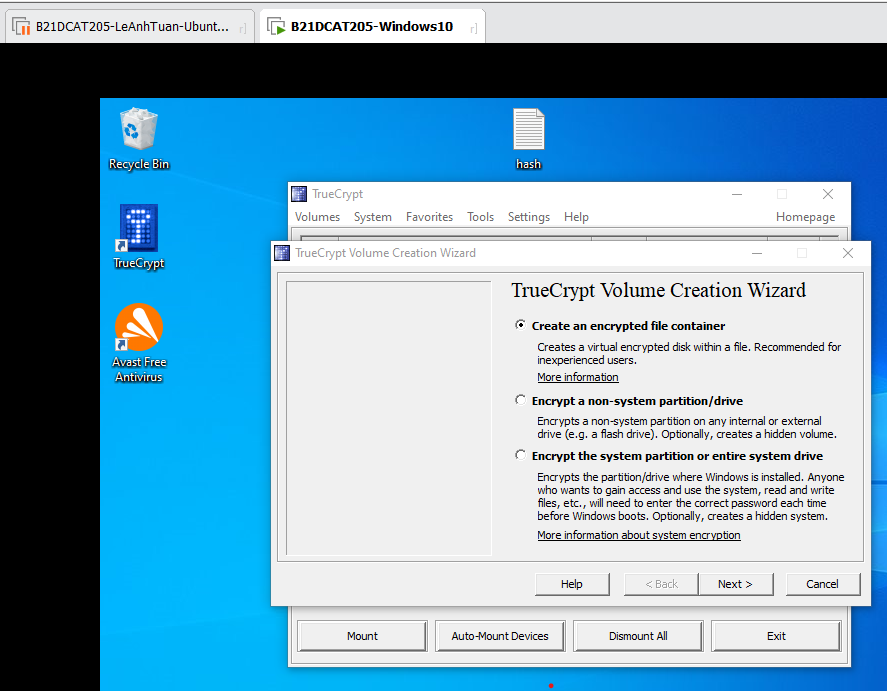 B21DCAT205-LeAnhTuan-Ubunt...
B21DCAT205-Windows10
Recycle Bin
hash
TrueCrypt
Avast Free
Antivirus
TrueCrypt
Volumes System Favorites Tools Settings Help Homepage
TrueCrypt Volume Creation Wizard
TrueCrypt Volume Creation Wizard
Create an encrypted file container
Creates a virtual encrypted disk within a file. Recommended for
inexperienced users.
More information
Encrypt a non-system partition/drive
Encrypts a non-system partition on any internal or external
drive (e.g. a flash drive). Optionally, creates a hidden volume.
Encrypt the system partition or entire system drive
Encrypts the partition/drive where Windows is installed. Anyone
who wants to gain access and use the system, read and write
files, etc., will need to enter the correct password each time
before Windows boots. Optionally, creates a hidden system.
More information about system encryption
Help < Back Next > Cancel
Mount Auto-Mount Devices Dismount All Exit